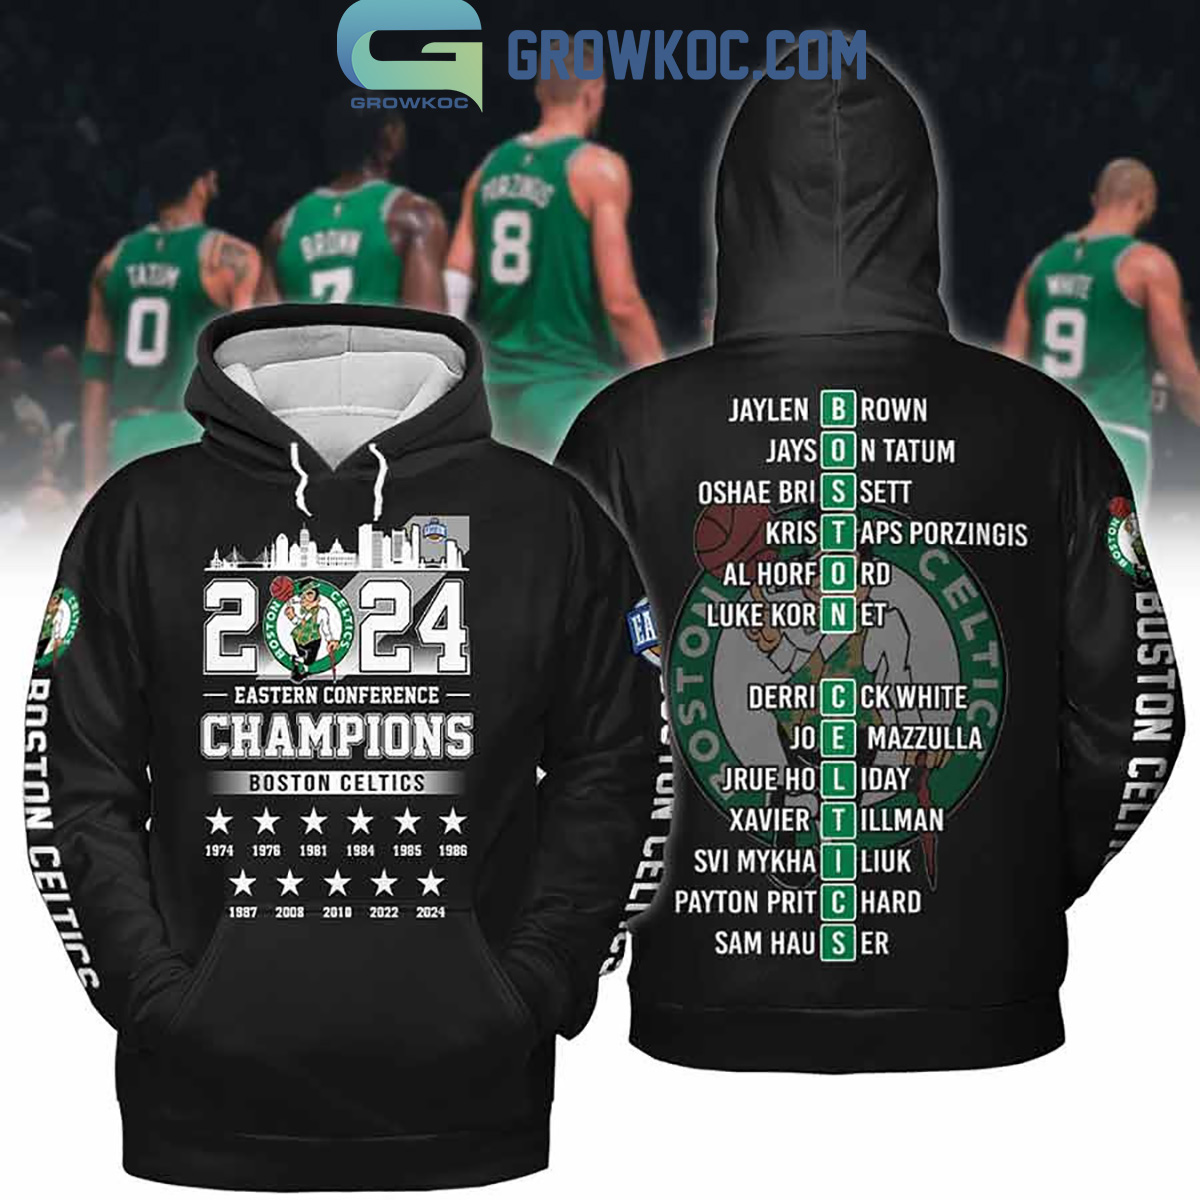 GROWKOC
GROWKOC.COM
TATUM
0
BROWN
7
PORZINGIS
8
WHITE
9
2024
BOSTON CELTICS
EASTERN CONFERENCE
CHAMPIONS
BOSTON CELTICS
1974 1976 1981 1984 1985 1986
1987 2008 2010 2022 2024
BOSTON CELTICS
BOSTON CELTICS
JAYLEN BROWN
JAYSON TATUM
OSHAE BRISSETT
KRISTAPS PORZINGIS
AL HORFORD
LUKE KORNET
DERRICCK WHITE
JOE MAZZULLA
JRUE HOLIDAY
XAVIER TILLMAN
SVI MYKHAILIUK
PAYTON PRITCHARD
SAM HAUSER
BOSTON CELTICS
BOSTON CELTICS